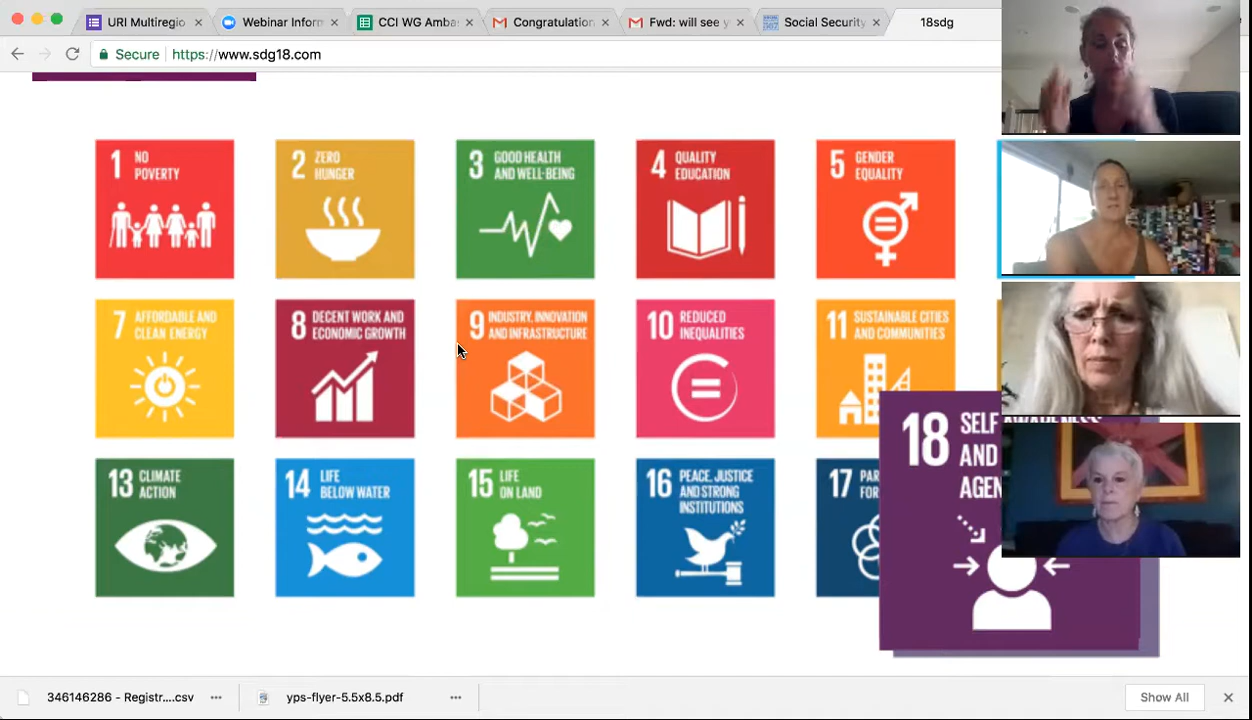 URI Multiregio
Webinar Inform
CCI WG Amba
Congratulation
Fwd: will see y
Social Security
18sdg
Secure
https://www.sdg18.com
1 NO
POVERTY
2 ZERO
HUNGER
3 GOOD HEALTH
AND WELL-BEING
4 QUALITY
EDUCATION
5 GENDER
EQUALITY
7 AFFORDABLE AND
CLEAN ENERGY
8 DECENT WORK AND
ECONOMIC GROWTH
9 INDUSTRY, INNOVATION
AND INFRASTRUCTURE
10 REDUCED
INEQUALITIES
11 SUSTAINABLE CITIES
AND COMMUNITIES
13 CLIMATE
ACTION
14 LIFE
BELOW WATER
15 LIFE
ON LAND
16 PEACE, JUSTICE
AND STRONG
INSTITUTIONS
17 PAR
FOR
18 SELF
AND
AGEN
346146286 - Registr....csv
yps-flyer-5.5x8.5.pdf
Show All